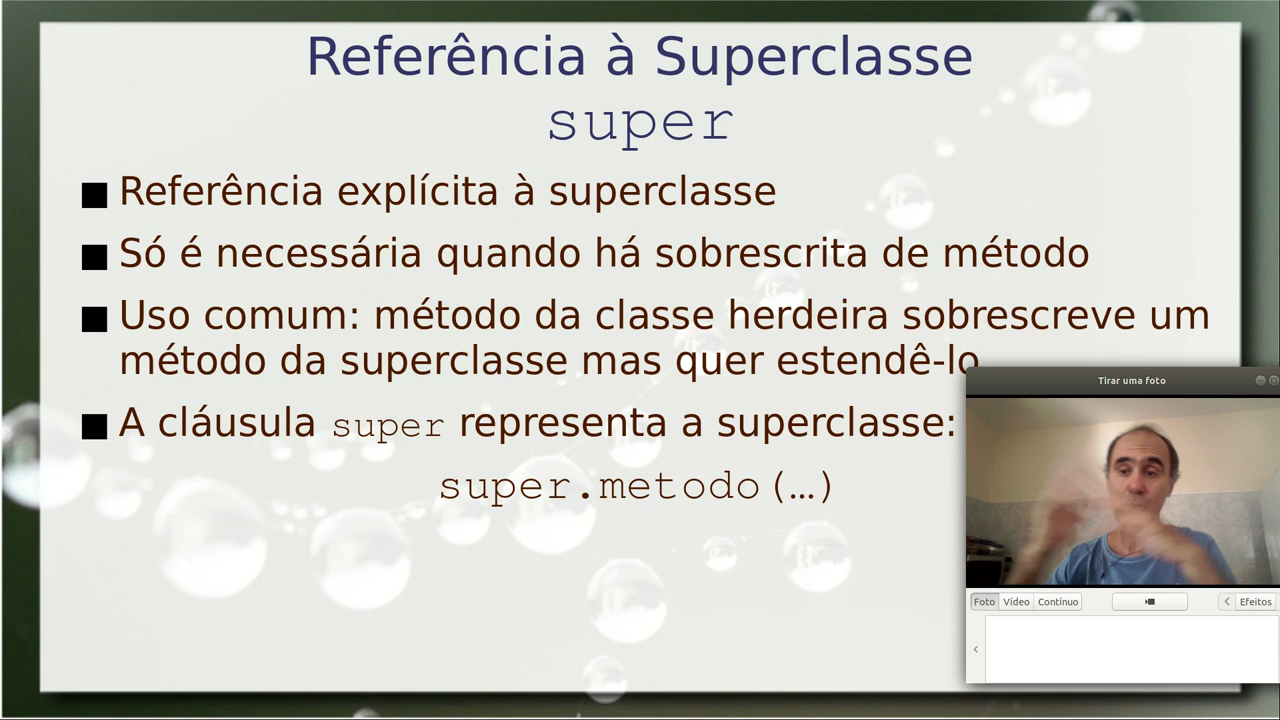 Referência à Superclasse
super
Referência explícita à superclasse
Só é necessária quando há sobrescrita de método
Uso comum: método da classe herdeira sobrescreve um
método da superclasse mas quer estendê-lo
A cláusula super representa a superclasse:
super.metodo(…)
Tirar uma foto
Foto Vídeo Contínuo Efeitos